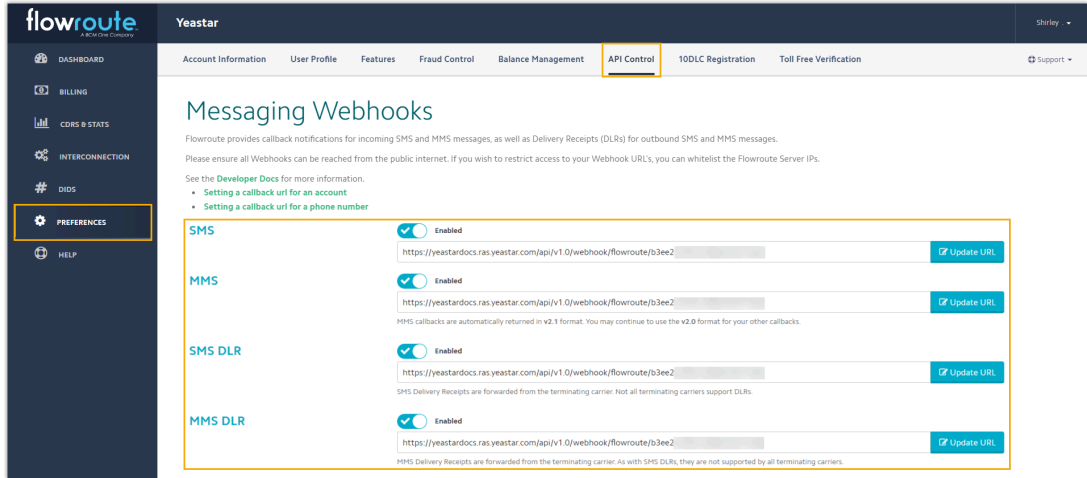 flowroute
A BCM One Company
Yeastar
Shirley .
DASHBOARD
BILLING
CDRS & STATS
INTERCONNECTION
DIDS
PREFERENCES
HELP
Account Information User Profile Features Fraud Control Balance Management API Control 10DLC Registration Toll Free Verification Support
Messaging Webhooks
Flowroute provides callback notifications for incoming SMS and MMS messages, as well as Delivery Receipts (DLRs) for outbound SMS and MMS messages.
Please ensure all Webhooks can be reached from the public internet. If you wish to restrict access to your Webhook URL's, you can whitelist the Flowroute Server IPs.
See the Developer Docs for more information.
• Setting a callback url for an account
• Setting a callback url for a phone number
SMS Enabled
https://yeastardocs.ras.yeastar.com/api/v1.0/webhook/flowroute/b3ee2 Update URL
MMS Enabled
https://yeastardocs.ras.yeastar.com/api/v1.0/webhook/flowroute/b3ee2 Update URL
MMS callbacks are automatically returned in v2.1 format. You may continue to use the v2.0 format for your other callbacks.
SMS DLR Enabled
https://yeastardocs.ras.yeastar.com/api/v1.0/webhook/flowroute/b3ee2 Update URL
SMS Delivery Receipts are forwarded from the terminating carrier. Not all terminating carriers support DLRs.
MMS DLR Enabled
https://yeastardocs.ras.yeastar.com/api/v1.0/webhook/flowroute/b3ee2 Update URL
MMS Delivery Receipts are forwarded from the terminating carrier. As with SMS DLRs, they are not supported by all terminating carriers.